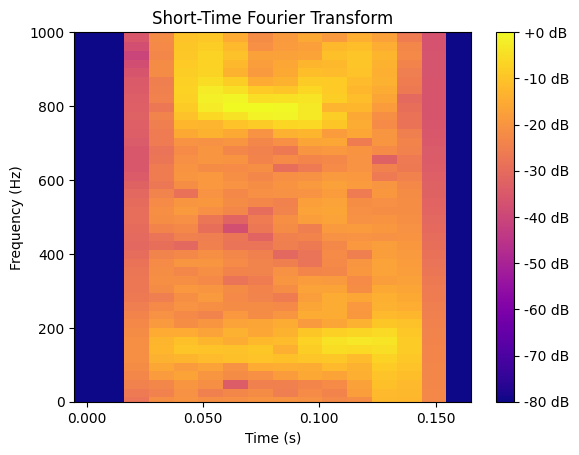 Short-Time Fourier Transform
Frequency (Hz)
1000
800
600
400
200
0
0.000
0.050
0.100
0.150
Time (s)
+0 dB
-10 dB
-20 dB
-30 dB
-40 dB
-50 dB
-60 dB
-70 dB
-80 dB